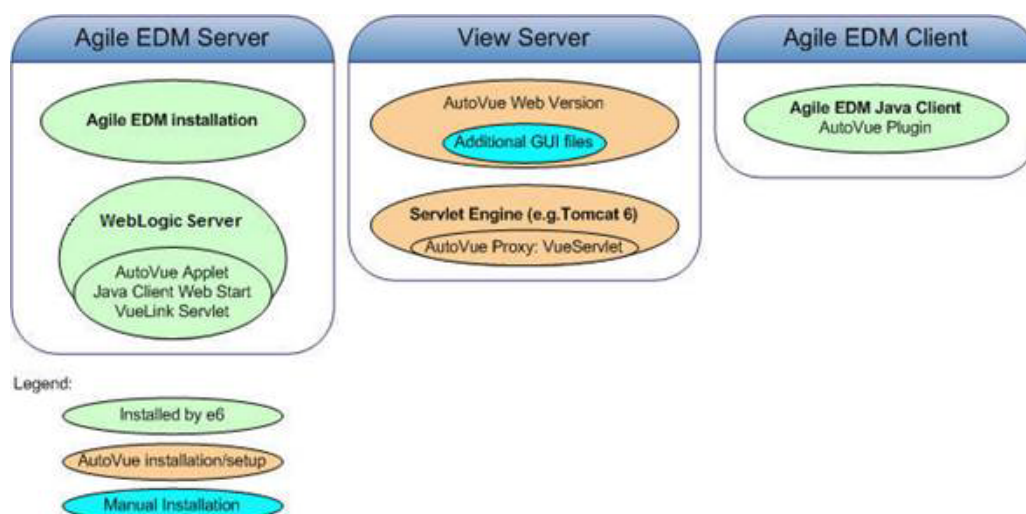 Agile EDM Server
Agile EDM installation
WebLogic Server
AutoVue Applet
Java Client Web Start
VueLink Servlet
View Server
AutoVue Web Version
Additional GUI files
Servlet Engine (e.g.Tomcat 6)
AutoVue Proxy: VueServlet
Agile EDM Client
Agile EDM Java Client
AutoVue Plugin
Legend:
Installed by e6
AutoVue installation/setup
Manual Installation